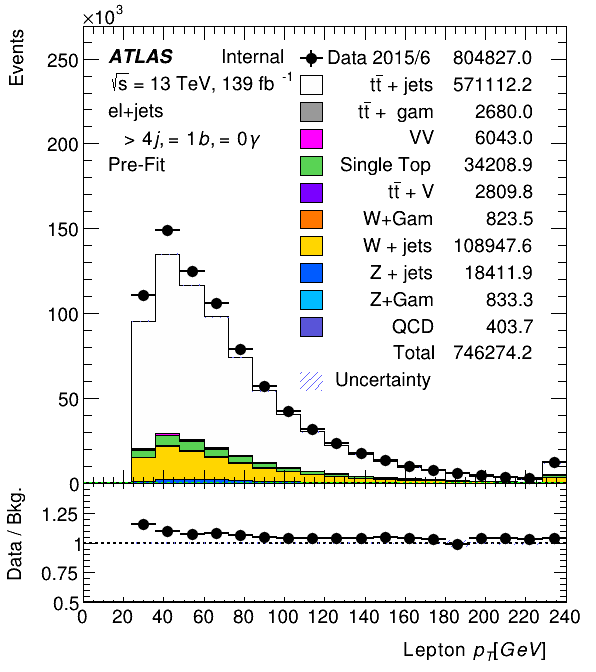 ×10³
Events
250
200
150
100
50
0
ATLAS Internal
√s = 13 TeV, 139 fb⁻¹
el+jets
> 4j, = 1b, = 0γ
Pre-Fit
Data 2015/6 804827.0
tt̄ + jets 571112.2
tt̄ + gam 2680.0
VV 6043.0
Single Top 34208.9
tt̄ + V 2809.8
W+Gam 823.5
W + jets 108947.6
Z + jets 18411.9
Z+Gam 833.3
QCD 403.7
Total 746274.2
Uncertainty
Data / Bkg.
1.25
1
0.75
0.5
0 20 40 60 80 100 120 140 160 180 200 220 240
Lepton p_T[GeV]